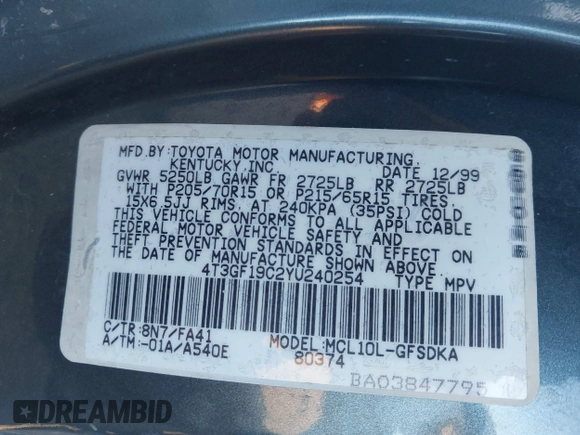 MFD.BY:TOYOTA MOTOR MANUFACTURING.
KENTUCKY,INC. DATE 12/99
GVWR 5250LB GAWR FR 2725LB RR 2725LB
WITH P205/70R15 or P215/65R15 TIRES.
15X6.5JJ RIMS. AT 240KPA (35PSI) COLD
THIS VEHICLE CONFORMS TO ALL APPLICABLE
FEDERAL MOTOR VEHICLE SAFETY AND
THEFT PREVENTION STANDARDS IN EFFECT ON
THE DATE OF MANUFACTURE SHOWN ABOVE.
4T3GF19C2YU240254 TYPE MPV
C/TR:8N7/FA41 MODEL:MCL10L-GFSDKA
A/TM:-01A/A540E 80374
BA03847795
DREAMBID